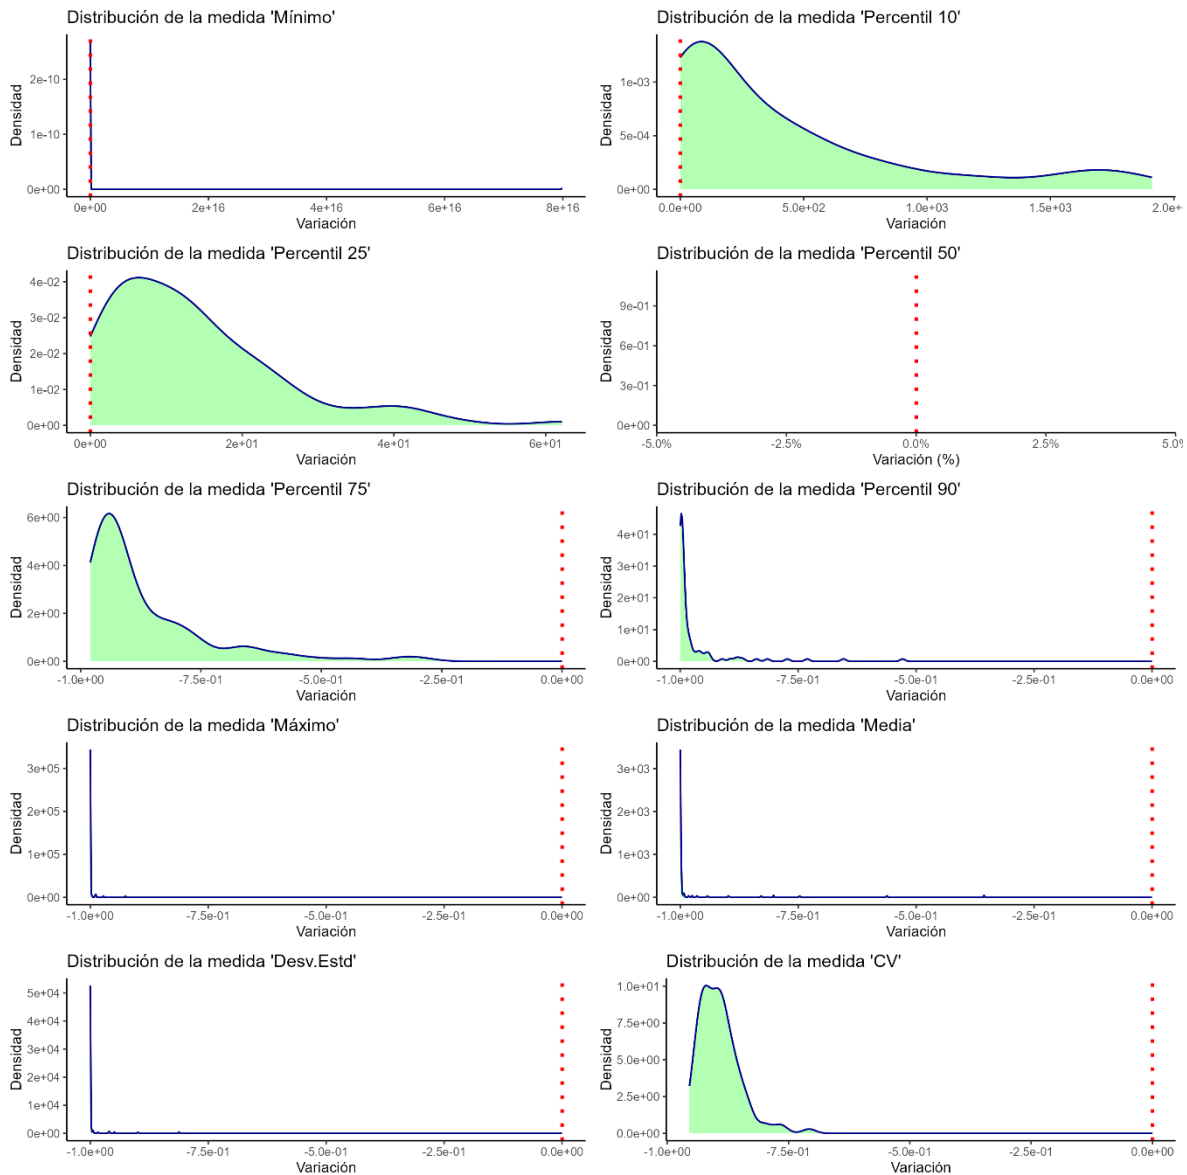 Distribución de la medida 'Mínimo'
Densidad
2e-10
1e-10
0e+00
0e+00 2e+16 4e+16 6e+16 8e+16
Variación
Distribución de la medida 'Percentil 10'
Densidad
1e-03
5e-04
0e+00
0.0e+00 5.0e+02 1.0e+03 1.5e+03 2.0e+
Variación
Distribución de la medida 'Percentil 25'
Densidad
4e-02
3e-02
2e-02
1e-02
0e+00
0e+00 2e+01 4e+01 6e+01
Variación
Distribución de la medida 'Percentil 50'
Densidad
9e-01
6e-01
3e-01
0e+00
-5.0% -2.5% 0.0% 2.5% 5.0%
Variación (%)
Distribución de la medida 'Percentil 75'
Densidad
6e+00
4e+00
2e+00
0e+00
-1.0e+00 -7.5e-01 -5.0e-01 -2.5e-01 0.0e+00
Variación
Distribución de la medida 'Percentil 90'
Densidad
4e+01
3e+01
2e+01
1e+01
0e+00
-1.0e+00 -7.5e-01 -5.0e-01 -2.5e-01 0.0e+00
Variación
Distribución de la medida 'Máximo'
Densidad
3e+05
2e+05
1e+05
0e+00
-1.0e+00 -7.5e-01 -5.0e-01 -2.5e-01 0.0e+00
Variación
Distribución de la medida 'Media'
Densidad
3e+03
2e+03
1e+03
0e+00
-1.0e+00 -7.5e-01 -5.0e-01 -2.5e-01 0.0e+00
Variación
Distribución de la medida 'Desv.Estd'
Densidad
5e+04
4e+04
3e+04
2e+04
1e+04
0e+00
-1.0e+00 -7.5e-01 -5.0e-01 -2.5e-01 0.0e+00
Variación
Distribución de la medida 'CV'
Densidad
1.0e+01
7.5e+00
5.0e+00
2.5e+00
0.0e+00
-1.0e+00 -7.5e-01 -5.0e-01 -2.5e-01 0.0e+00
Variación